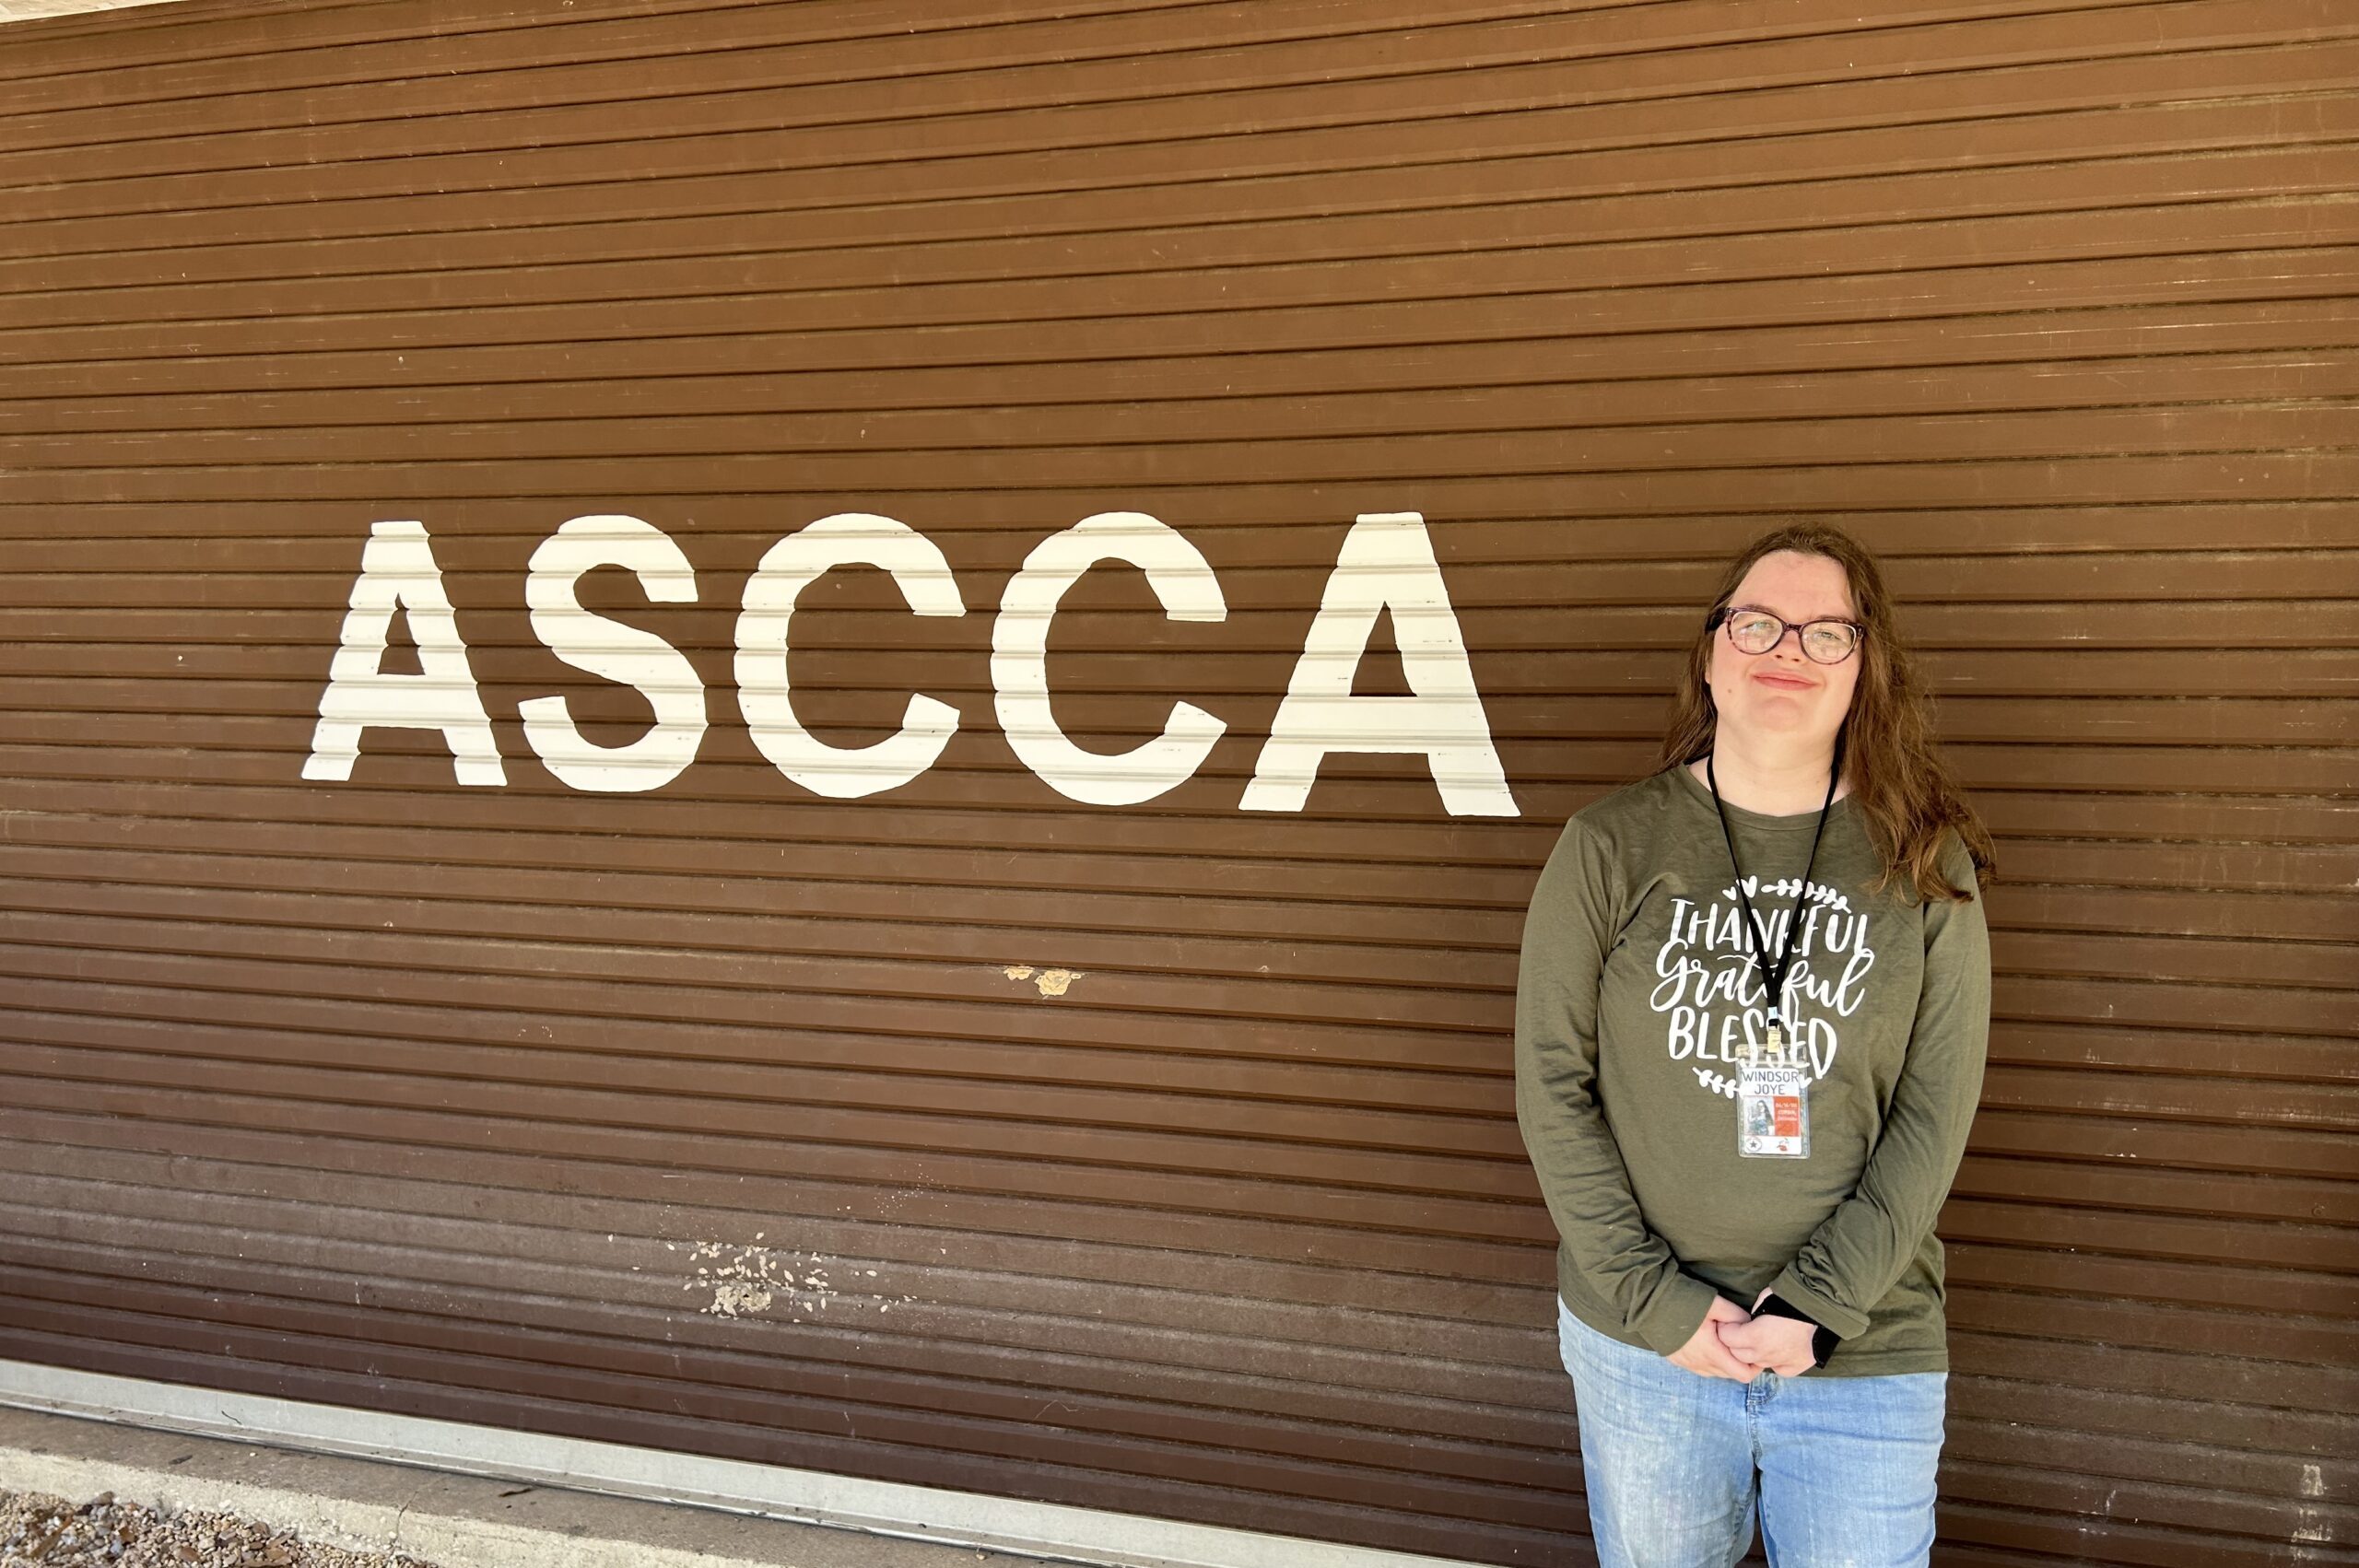 ASCCA
THANKFUL
Grateful
BLESSED
WINDSOR
JOYE